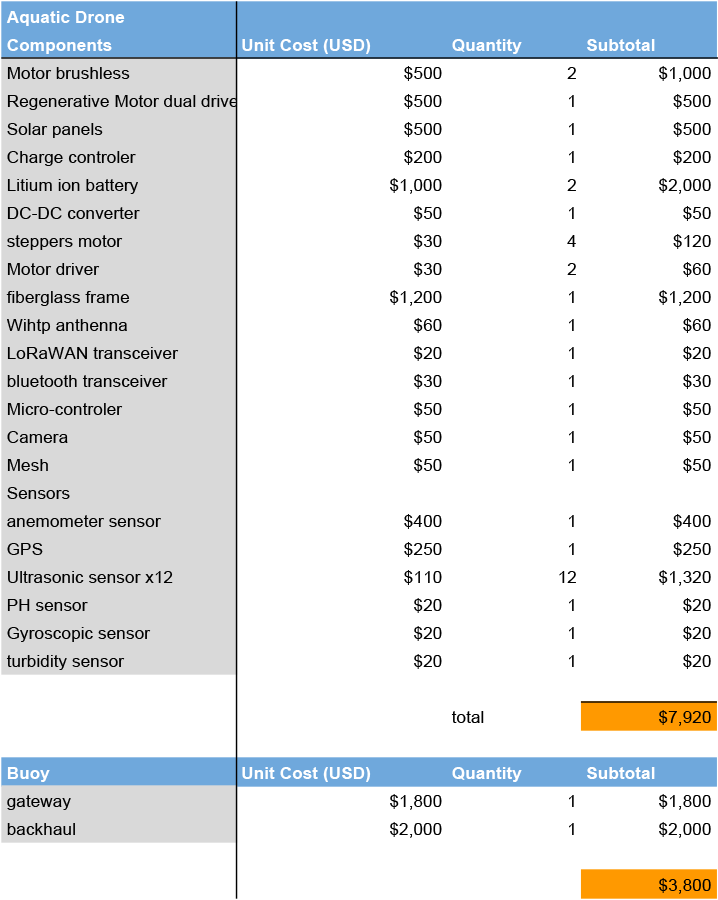 Aquatic Drone
Components Unit Cost (USD) Quantity Subtotal
Motor brushless $500 2 $1,000
Regenerative Motor dual drive $500 1 $500
Solar panels $500 1 $500
Charge controler $200 1 $200
Litium ion battery $1,000 2 $2,000
DC-DC converter $50 1 $50
steppers motor $30 4 $120
Motor driver $30 2 $60
fiberglass frame $1,200 1 $1,200
Wihtp anthenna $60 1 $60
LoRaWAN transceiver $20 1 $20
bluetooth transceiver $30 1 $30
Micro-controler $50 1 $50
Camera $50 1 $50
Mesh $50 1 $50
Sensors
anemometer sensor $400 1 $400
GPS $250 1 $250
Ultrasonic sensor x12 $110 12 $1,320
PH sensor $20 1 $20
Gyroscopic sensor $20 1 $20
turbidity sensor $20 1 $20
total $7,920
Buoy Unit Cost (USD) Quantity Subtotal
gateway $1,800 1 $1,800
backhaul $2,000 1 $2,000
$3,800